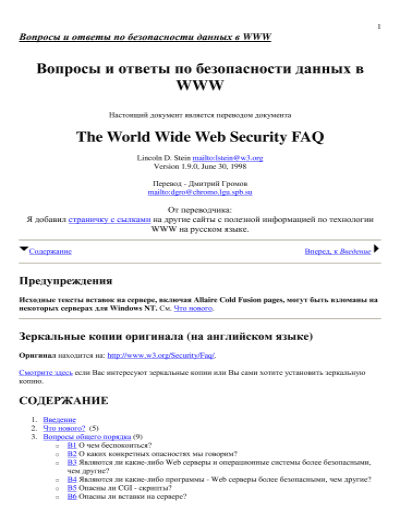 1
Вопросы и ответы по безопасности данных в WWW
Вопросы и ответы по безопасности данных в
WWW
Настоящий документ является переводом документа
The World Wide Web Security FAQ
Lincoln D. Stein mailto:lstein@w3.org
Version 1.9.0, June 30, 1998
Перевод - Дмитрий Громов
mailto:dgro@chromo.lgu.spb.su
От переводчика:
Я добавил страничку с сылками на другие сайты с полезной информацией по технологии
WWW на русском языке.
Содержание
Вперед, к Введение
Предупреждения
Исходные тексты вставок на сервере, включая Allaire Cold Fusion pages, могут быть взломаны на
некоторых серверах для Windows NT. См. Что нового.
Зеркальные копии оригинала (на английском языке)
Оригинал находится на: http://www.w3.org/Security/Faq/.
Смотрите здесь если Вас интересуют зеркальные копии или Вы сами хотите установить зеркальную
копию.
СОДЕРЖАНИЕ
1. Введение
2. Что нового? (5)
3. Вопросы общего порядка (9)
o B1 О чем беспокоиться?
o B2 О каких конкретных опасностях мы говорим?
o B3 Являются ли какие-либо Web серверы и операционные системы более безопасными,
чем другие?
o B4 Являются ли какие-либо программы - Web серверы более безопасными, чем другие?
o B5 Опасны ли CGI - скрипты?
o B6 Опасны ли вставки на сервере?